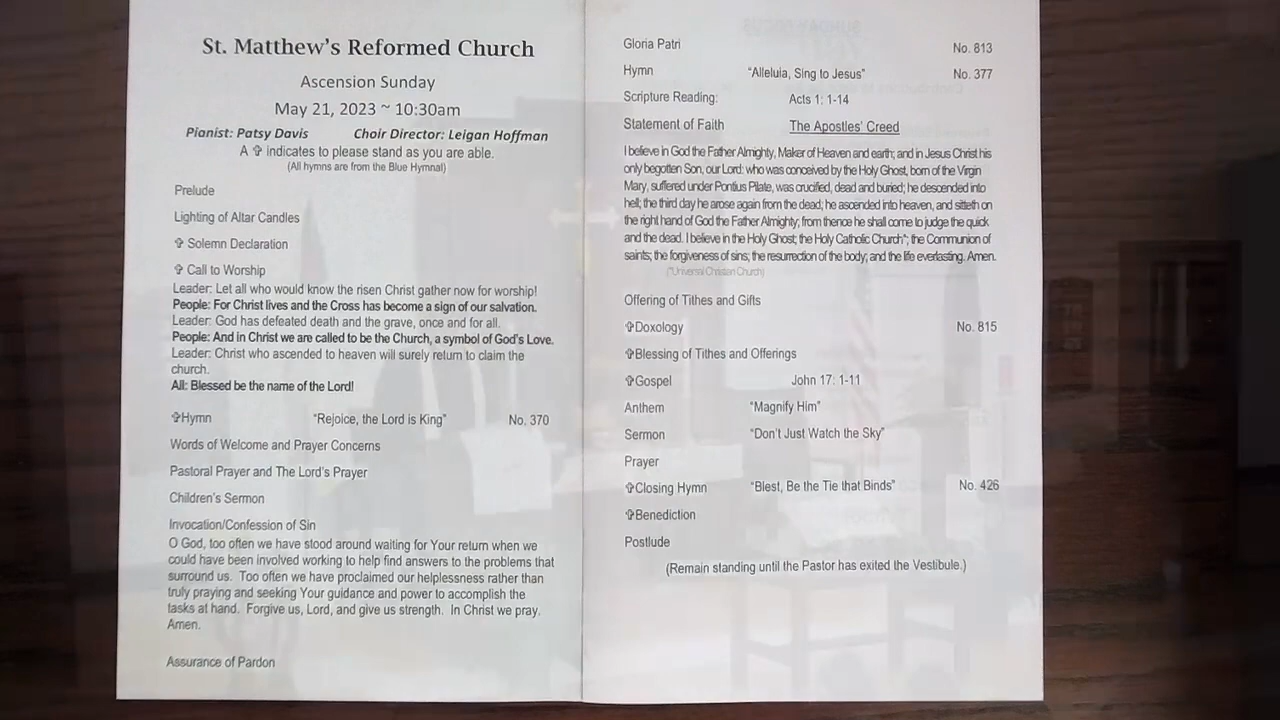 St. Matthew's Reformed Church
Ascension Sunday
May 21, 2023 ~ 10:30am
Pianist: Patsy Davis Choir Director: Leigan Hoffman
A ✞ indicates to please stand as you are able.
(All hymns are from the Blue Hymnal)
Prelude
Lighting of Altar Candles
✞ Solemn Declaration
✞ Call to Worship
Leader: Let all who would know the risen Christ gather now for worship!
People: For Christ lives and the Cross has become a sign of our salvation.
Leader: God has defeated death and the grave, once and for all.
People: And in Christ we are called to be the Church, a symbol of God's Love.
Leader: Christ who ascended to heaven will surely return to claim the
church.
All: Blessed be the name of the Lord!
✞Hymn "Rejoice, the Lord is King" No. 370
Words of Welcome and Prayer Concerns
Pastoral Prayer and The Lord's Prayer
Children's Sermon
Invocation/Confession of Sin
O God, too often we have stood around waiting for Your return when we
could have been involved working to help find answers to the problems that
surround us. Too often we have proclaimed our helplessness rather than
truly praying and seeking Your guidance and power to accomplish the
tasks at hand. Forgive us, Lord, and give us strength. In Christ we pray.
Amen.
Assurance of Pardon
Gloria Patri No. 813
Hymn "Alleluia, Sing to Jesus" No. 377
Scripture Reading: Acts 1: 1-14
Statement of Faith The Apostles' Creed
I believe in God the Father Almighty, Maker of Heaven and earth; and in Jesus Christ his
only begotten Son, our Lord: who was conceived by the Holy Ghost, born of the Virgin
Mary, suffered under Pontius Pilate, was crucified, dead and buried; he descended into
hell; the third day he arose again from the dead; he ascended into heaven, and sitteth on
the right hand of God the Father Almighty; from thence he shall come to judge the quick
and the dead. I believe in the Holy Ghost; the Holy Catholic Church*; the Communion of
saints; the forgiveness of sins; the resurrection of the body; and the life everlasting. Amen.
(*Universal Christian Church)
Offering of Tithes and Gifts
✞Doxology No. 815
✞Blessing of Tithes and Offerings
✞Gospel John 17: 1-11
Anthem "Magnify Him"
Sermon "Don't Just Watch the Sky"
Prayer
✞Closing Hymn "Blest, Be the Tie that Binds" No. 426
✞Benediction
Postlude
(Remain standing until the Pastor has exited the Vestibule.)